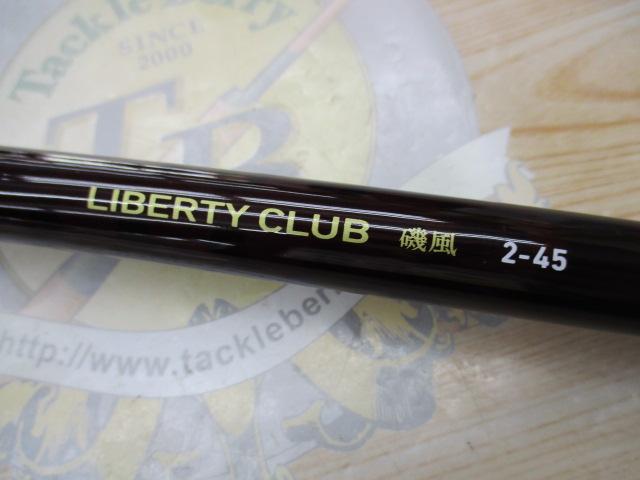 TackleBerry
SINCE
2000
TB
LIBERTY CLUB 磯風 2-45
http://www.tackleber